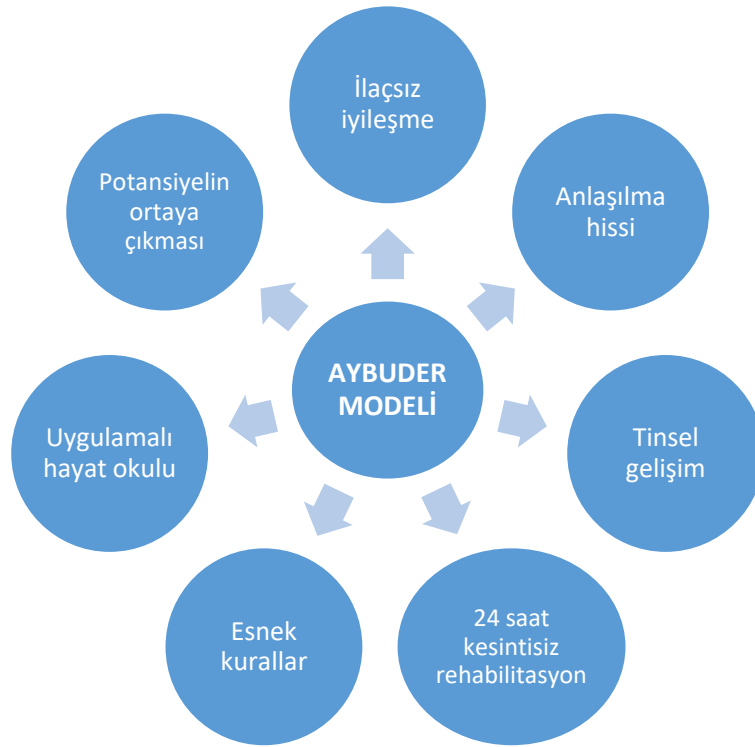 İlaçsız
iyileşme
Anlaşılma
hissi
Tinsel
gelişim
24 saat
kesintisiz
rehabilitasyon
Esnek
kurallar
Uygulamalı
hayat okulu
Potansiyelin
ortaya
çıkması
AYBUDER
MODELİ